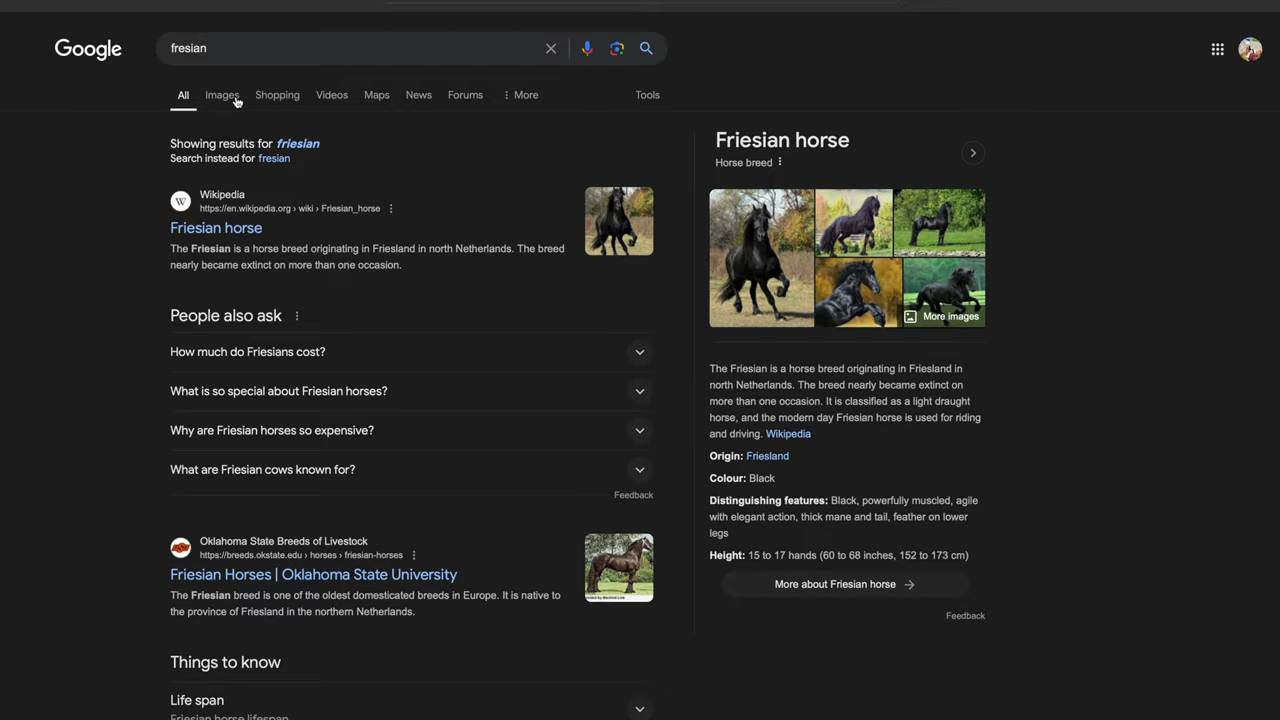 Google
fresian
All Images Shopping Videos Maps News Forums More Tools
Showing results for friesian
Search instead for fresian
W
Wikipedia
https://en.wikipedia.org › wiki › Friesian_horse
Friesian horse
The Friesian is a horse breed originating in Friesland in north Netherlands. The breed
nearly became extinct on more than one occasion.
People also ask
How much do Friesians cost?
What is so special about Friesian horses?
Why are Friesian horses so expensive?
What are Friesian cows known for?
Feedback
Oklahoma State Breeds of Livestock
https://breeds.okstate.edu › horses › friesian-horses
Friesian Horses | Oklahoma State University
The Friesian breed is one of the oldest domesticated breeds in Europe. It is native to
the province of Friesland in the northern Netherlands.
Things to know
Life span
Friesian horse lifespan
Friesian horse
Horse breed
More images
The Friesian is a horse breed originating in Friesland in
north Netherlands. The breed nearly became extinct on
more than one occasion. It is classified as a light draught
horse, and the modern day Friesian horse is used for riding
and driving. Wikipedia
Origin: Friesland
Colour: Black
Distinguishing features: Black, powerfully muscled, agile
with elegant action, thick mane and tail, feather on lower
legs
Height: 15 to 17 hands (60 to 68 inches, 152 to 173 cm)
More about Friesian horse
Feedback